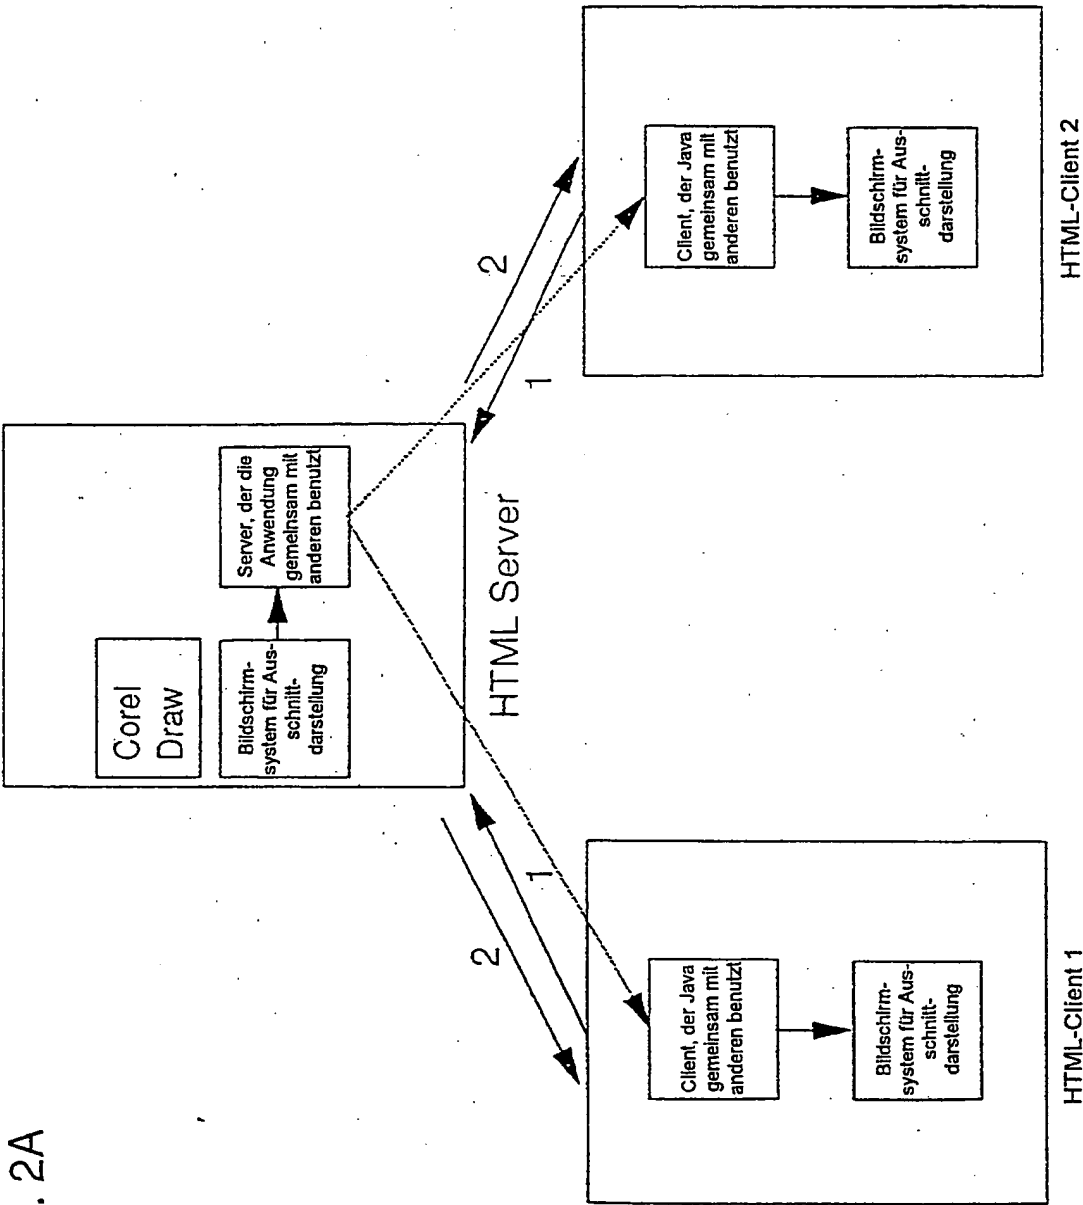 . 2A
Corel
Draw
Bildschirm-
system für Aus-
schnitt-
darstellung
Server, der die
Anwendung
gemeinsam mit
anderen benutzt
HTML Server
2
1
2
1
Client, der Java
gemeinsam mit
anderen benutzt
Bildschirm-
system für Aus-
schnitt-
darstellung
HTML-Client 1
Client, der Java
gemeinsam mit
anderen benutzt
Bildschirm-
system für Aus-
schnitt-
darstellung
HTML-Client 2